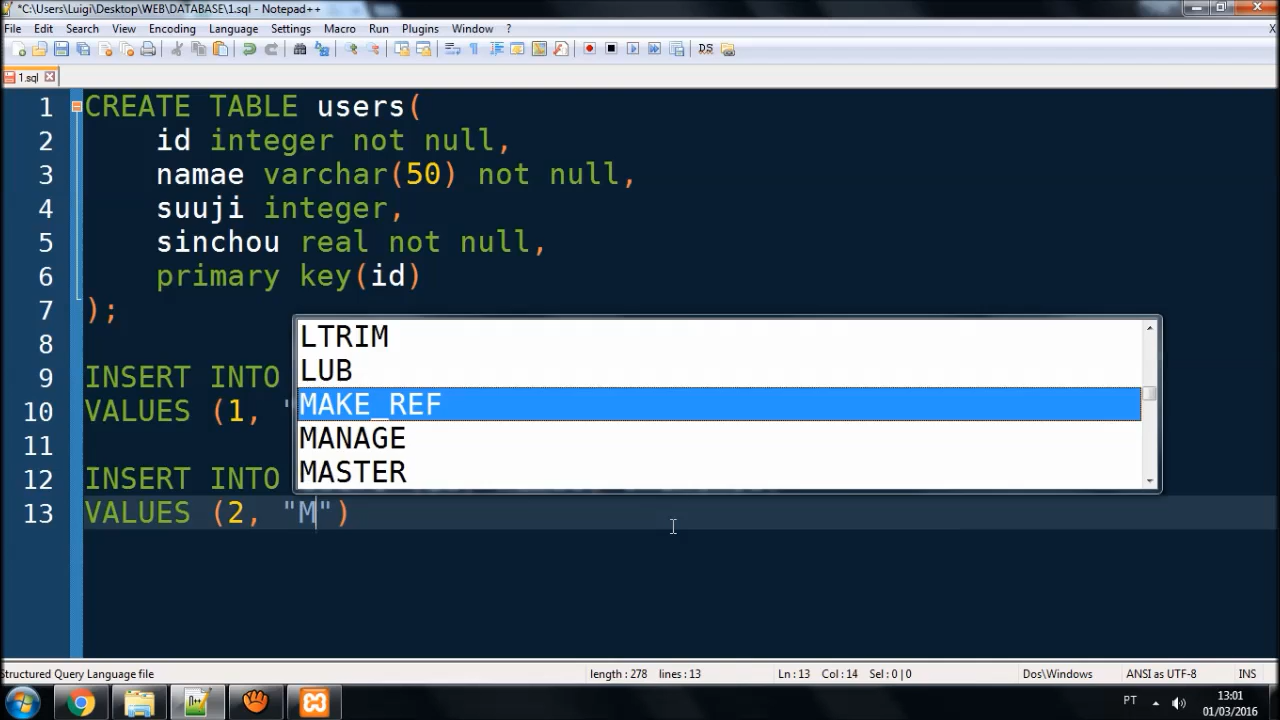 *C:\Users\Luigi\Desktop\WEB\DATABASE\1.sql - Notepad++
File Edit Search View Encoding Language Settings Macro Run Plugins Window ? X
1.sql
1 CREATE TABLE users(
2 id integer not null,
3 namae varchar(50) not null,
4 suuji integer,
5 sinchou real not null,
6 primary key(id)
7 );
8
9 INSERT INTO
10 VALUES (1, "
11
12 INSERT INTO
13 VALUES (2, "M")
LTRIM
LUB
MAKE_REF
MANAGE
MASTER
Structured Query Language file length : 278 lines : 13 Ln : 13 Col : 14 Sel : 0 | 0 Dos\Windows ANSI as UTF-8 INS
PT 13:01
01/03/2016